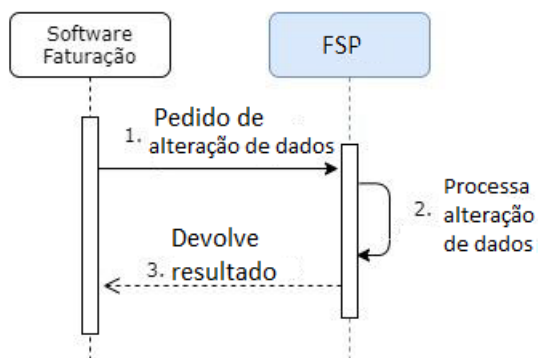 Software
Faturação
FSP
1. Pedido de
alteração de dados
2. Processa
alteração
de dados
Devolve
3. resultado